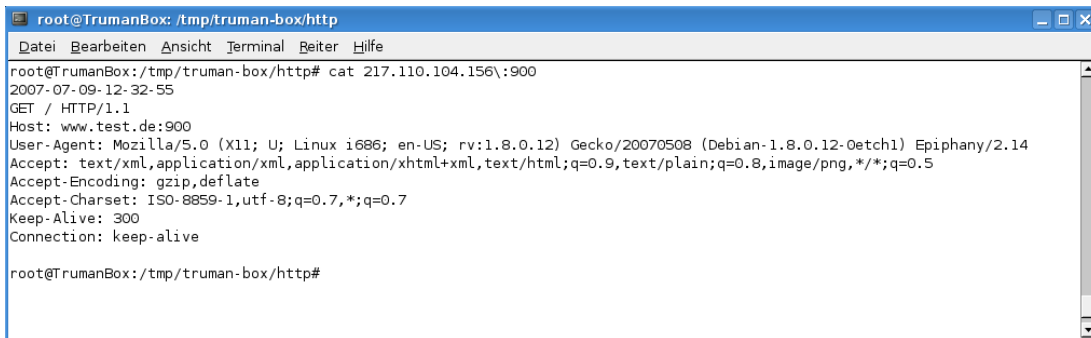 root@TrumanBox: /tmp/truman-box/http
Datei Bearbeiten Ansicht Terminal Reiter Hilfe
root@TrumanBox:/tmp/truman-box/http# cat 217.110.104.156\:900
2007-07-09-12-32-55
GET / HTTP/1.1
Host: www.test.de:900
User-Agent: Mozilla/5.0 (X11; U; Linux i686; en-US; rv:1.8.0.12) Gecko/20070508 (Debian-1.8.0.12-0etch1) Epiphany/2.14
Accept: text/xml,application/xml,application/xhtml+xml,text/html;q=0.9,text/plain;q=0.8,image/png,*/*;q=0.5
Accept-Encoding: gzip,deflate
Accept-Charset: ISO-8859-1,utf-8;q=0.7,*;q=0.7
Keep-Alive: 300
Connection: keep-alive
root@TrumanBox:/tmp/truman-box/http#